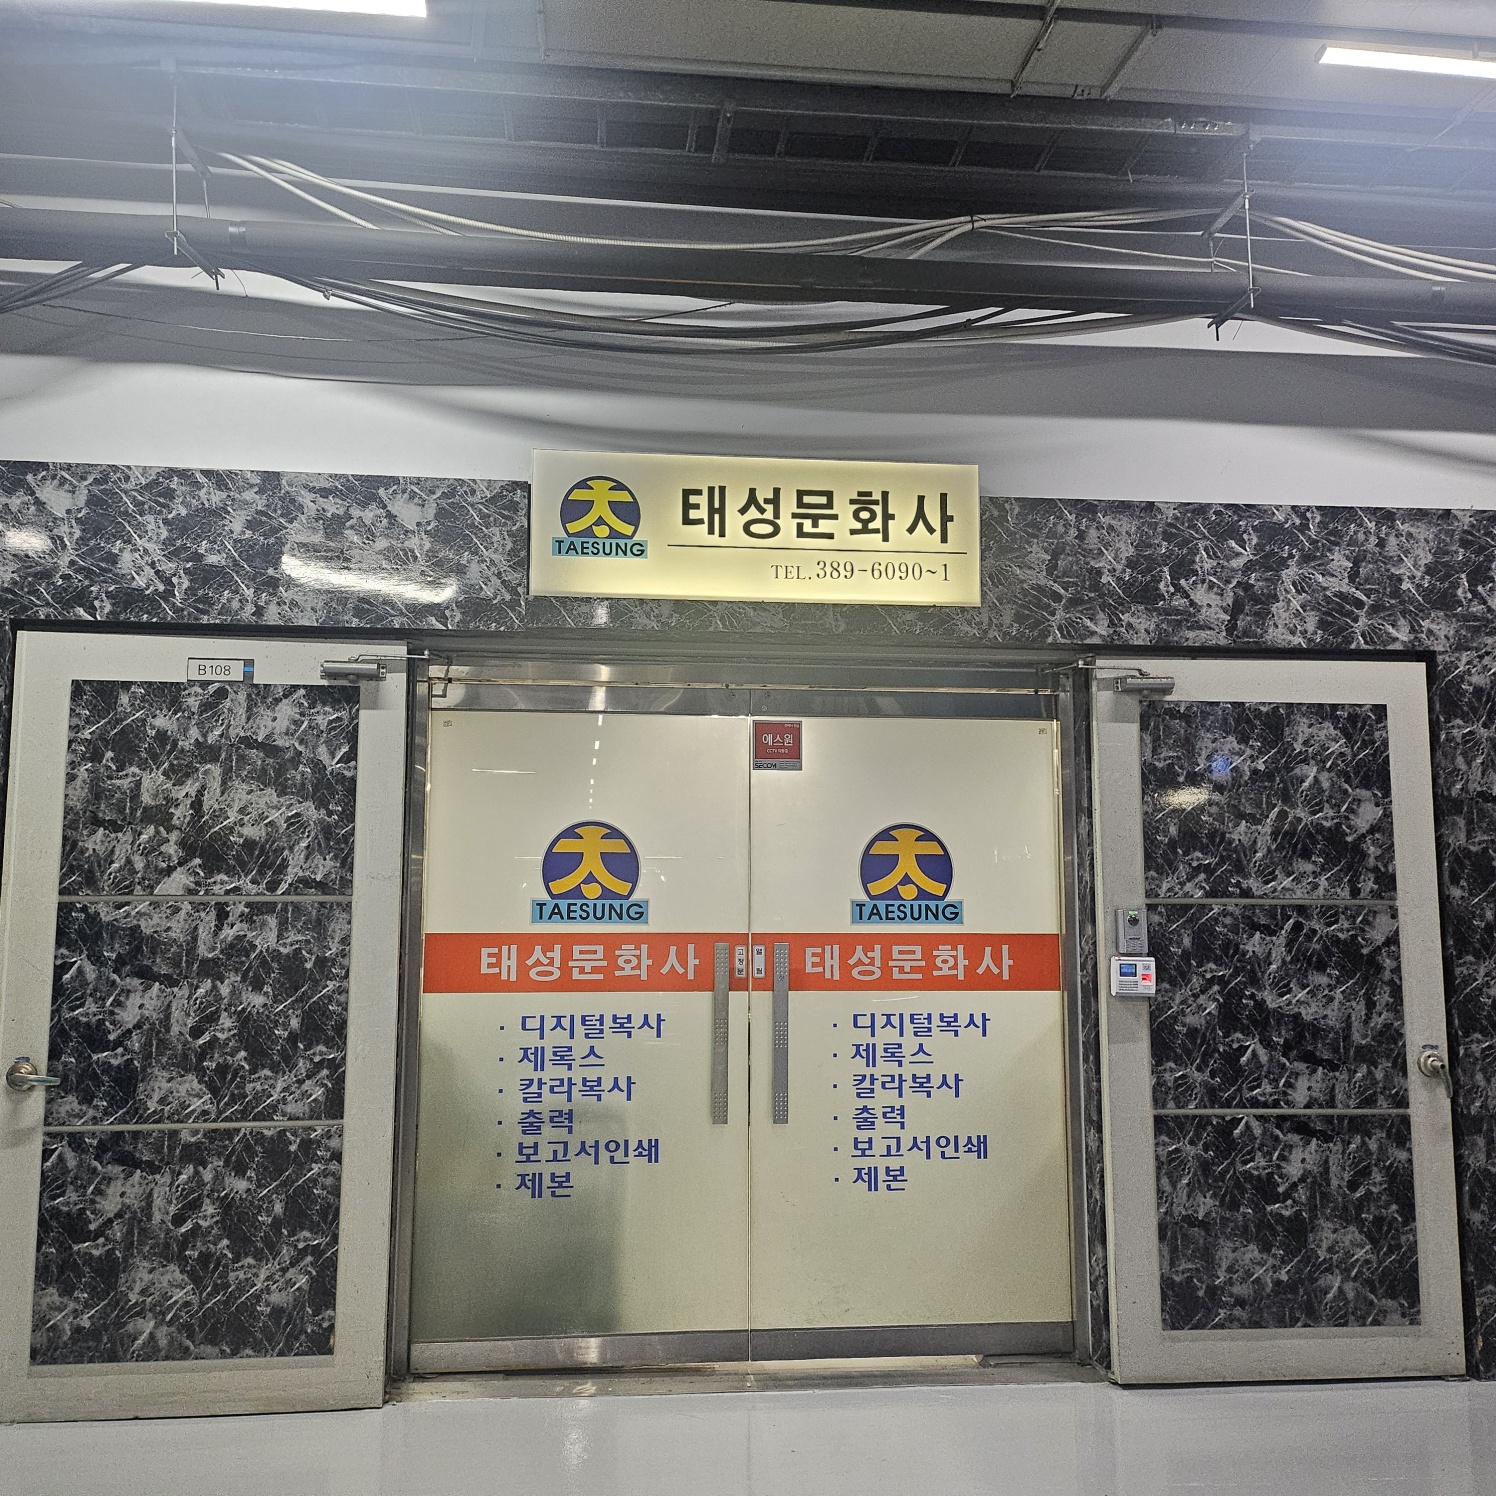 태성문화사
TAESUNG
TEL.389-6090~1
B108
에스원
SECOM
TAESUNG
태성문화사
· 디지털복사
· 제록스
· 칼라복사
· 출력
· 보고서인쇄
· 제본
고정문
TAESUNG
태성문화사
· 디지털복사
· 제록스
· 칼라복사
· 출력
· 보고서인쇄
· 제본